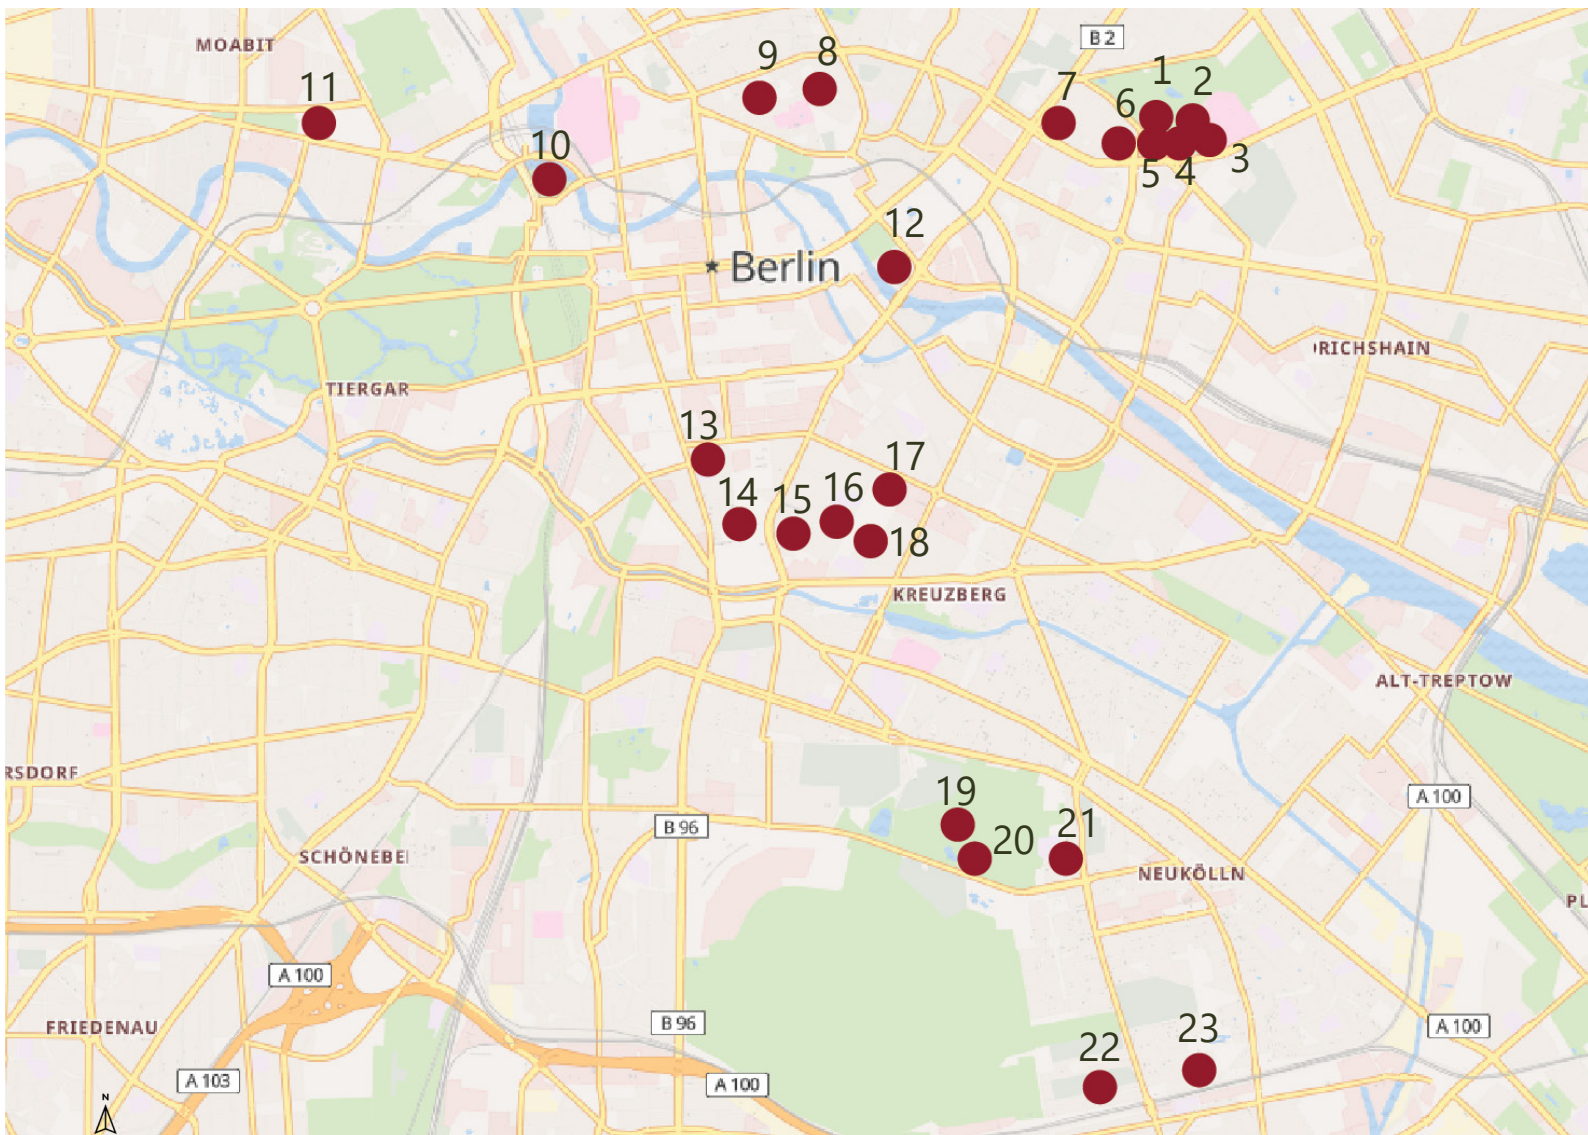 MOABIT
B 2
9
8
11
1
2
7
6
10
5
4
3
12
Berlin
RICHSHAIN
TIERGAR
13
17
14
15
16
18
KREUZBERG
ALT-TREPTOW
RSDORF
19
A 100
B 96
21
20
SCHÖNEBE
NEUKÖLLN
PL
A 100
B 96
FRIEDENAU
A 100
22
23
A 103
A 100
N